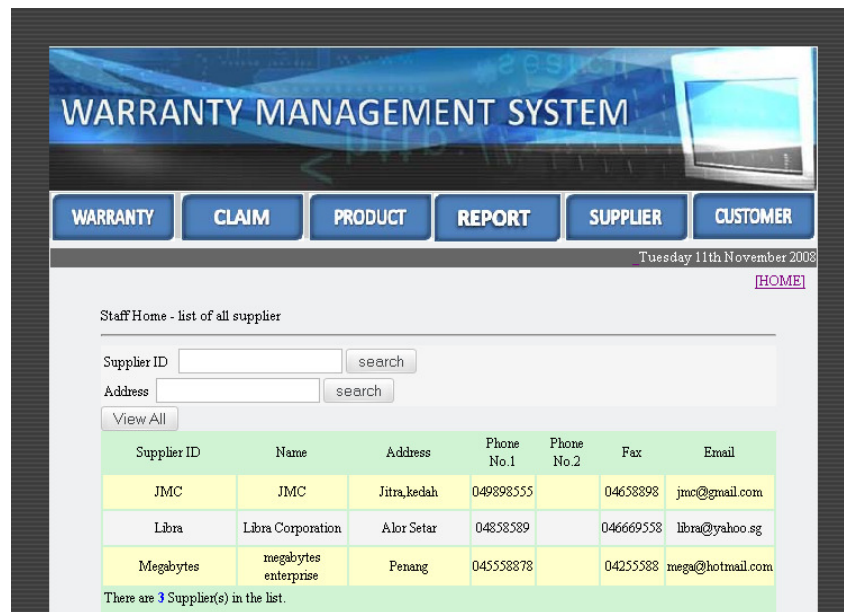 WARRANTY MANAGEMENT SYSTEM
WARRANTY CLAIM PRODUCT REPORT SUPPLIER CUSTOMER
Tuesday 11th November 2008
[HOME]
Staff Home - list of all supplier
Supplier ID search
Address search
View All
Supplier ID Name Address Phone No.1 Phone No.2 Fax Email
JMC JMC Jitra,kedah 049898555 04658898 jmc@gmail.com
Libra Libra Corporation Alor Setar 04858589 046669558 libra@yahoo.sg
Megabytes megabytes enterprise Penang 045558878 04255588 mega@hotmail.com
There are 3 Supplier(s) in the list.